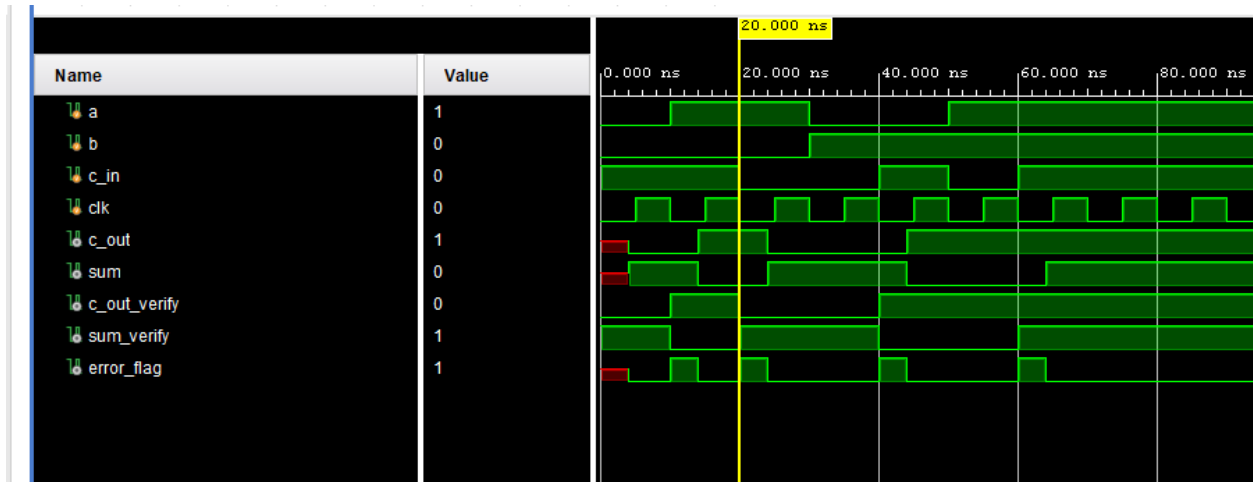 20.000 ns
Name Value 0.000 ns 20.000 ns 40.000 ns 60.000 ns 80.000 ns
a 1
b 0
c_in 0
clk 0
c_out 1
sum 0
c_out_verify 0
sum_verify 1
error_flag 1